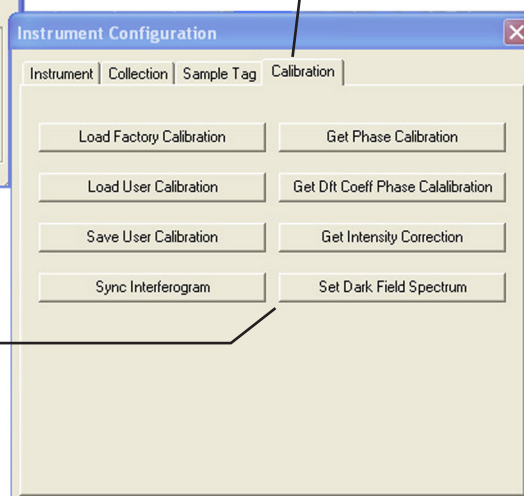 Instrument Configuration
Instrument Collection Sample Tag Calibration
Load Factory Calibration Get Phase Calibration
Load User Calibration Get Dft Coeff Phase Calalibration
Save User Calibration Get Intensity Correction
Sync Interferogram Set Dark Field Spectrum